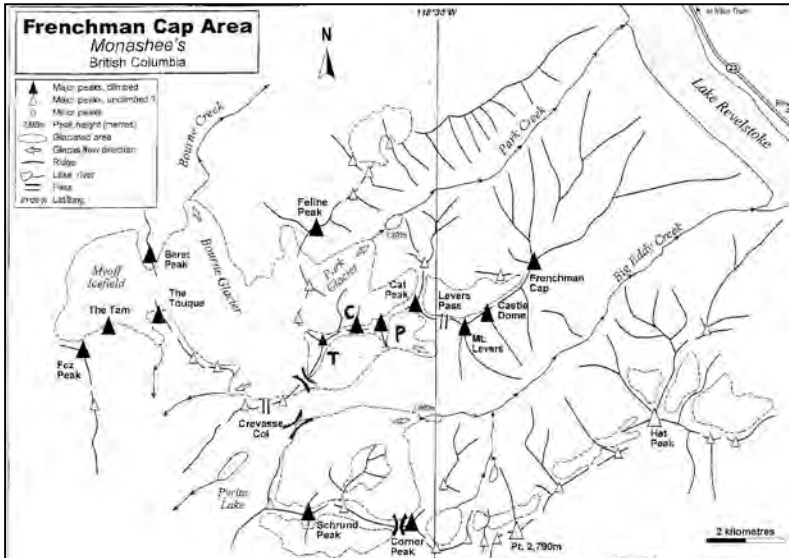 Frenchman Cap Area
Monashee's
British Columbia
Major peaks, climbed
Major peaks, unclimbed ?
Minor peaks
Peak height (metres)
Glaciated area
Glacial flow direction
Ridge
Lake, river
Pass
Lat/long
N
118°30'W
Lake Revelstoke
Bourne Creek
Park Creek
Big Eddy Creek
Feline Peak
Beret Peak
Bourne Glacier
Park Glacier
Myoff Icefield
The Tam
The Touque
Fez Peak
Cat Peak
Levers Pass
Frenchman Cap
Castle Dome
Mt. Levers
C
P
T
Crevasse Col
Hat Peak
Lake
Schrund Peak
Corner Peak
Pt. 2,790m
2 kilometres